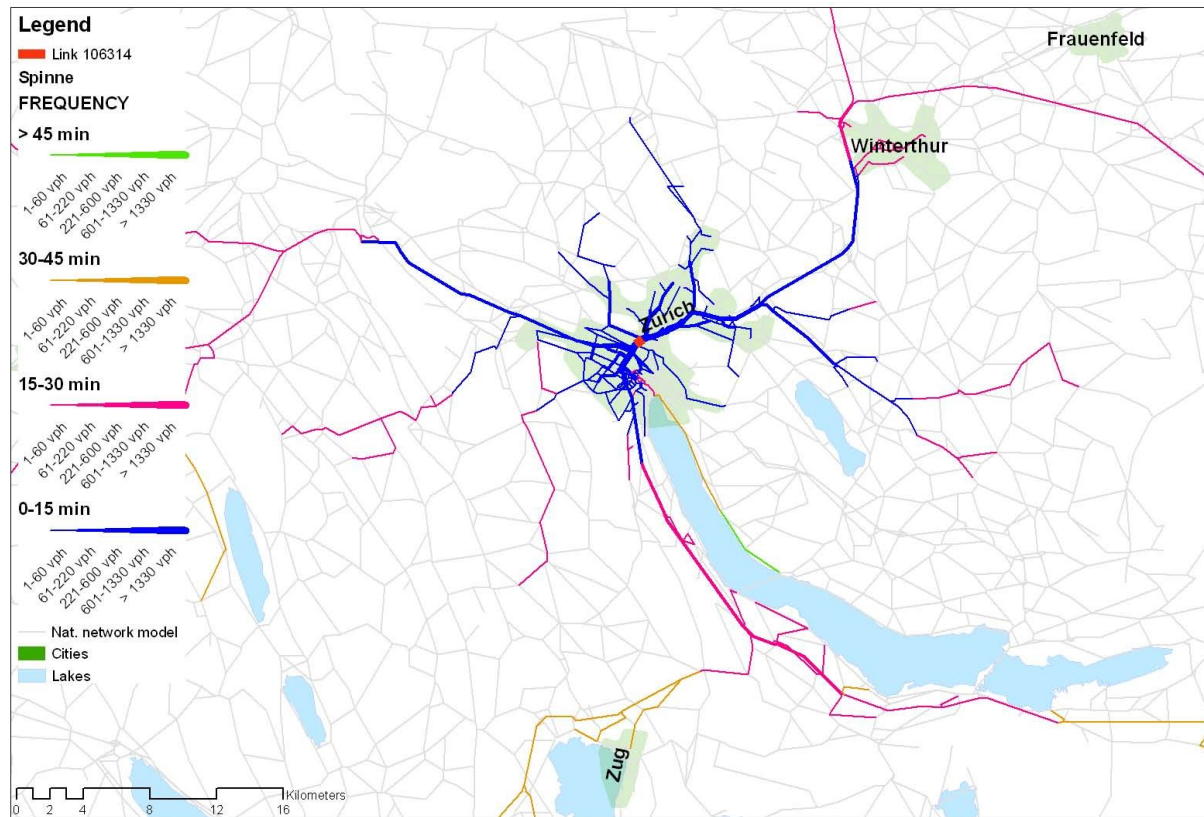 Legend
Link 106314
Spinne
FREQUENCY
> 45 min
1-60 vph
61-220 vph
221-600 vph
601-1330 vph
> 1330 vph
30-45 min
1-60 vph
61-220 vph
221-600 vph
601-1330 vph
> 1330 vph
15-30 min
1-60 vph
61-220 vph
221-600 vph
601-1330 vph
> 1330 vph
0-15 min
1-60 vph
61-220 vph
221-600 vph
601-1330 vph
> 1330 vph
Nat. network model
Cities
Lakes
Kilometers
0 2 4 8 12 16
Frauenfeld
Winterthur
Zurich
Zug